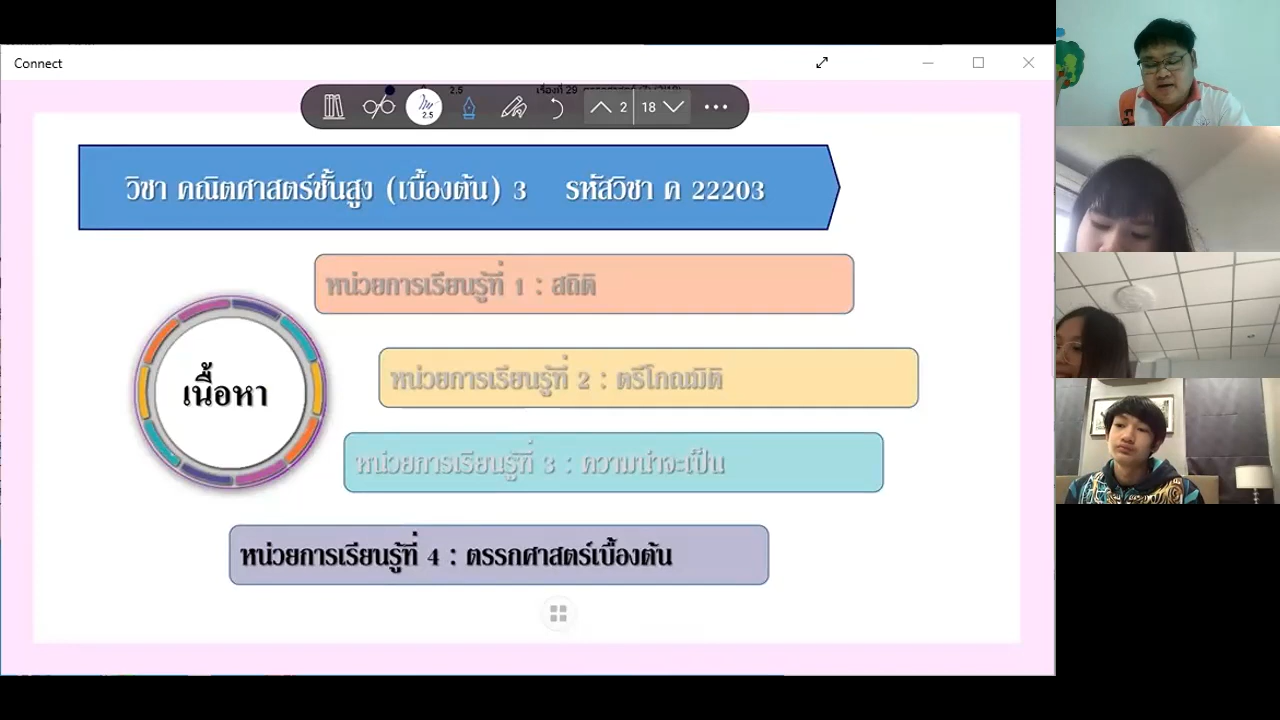 Connect
2.5
2.5
2
18
วิชา คณิตศาสตร์ชั้นสูง (เบื้องต้น) 3 รหัสวิชา ค 22203
หน่วยการเรียนรู้ที่ 1 : สถิติ
หน่วยการเรียนรู้ที่ 2 : ตรีโกณมิติ
เนื้อหา
หน่วยการเรียนรู้ที่ 3 : ความน่าจะเป็น
หน่วยการเรียนรู้ที่ 4 : ตรรกศาสตร์เบื้องต้น